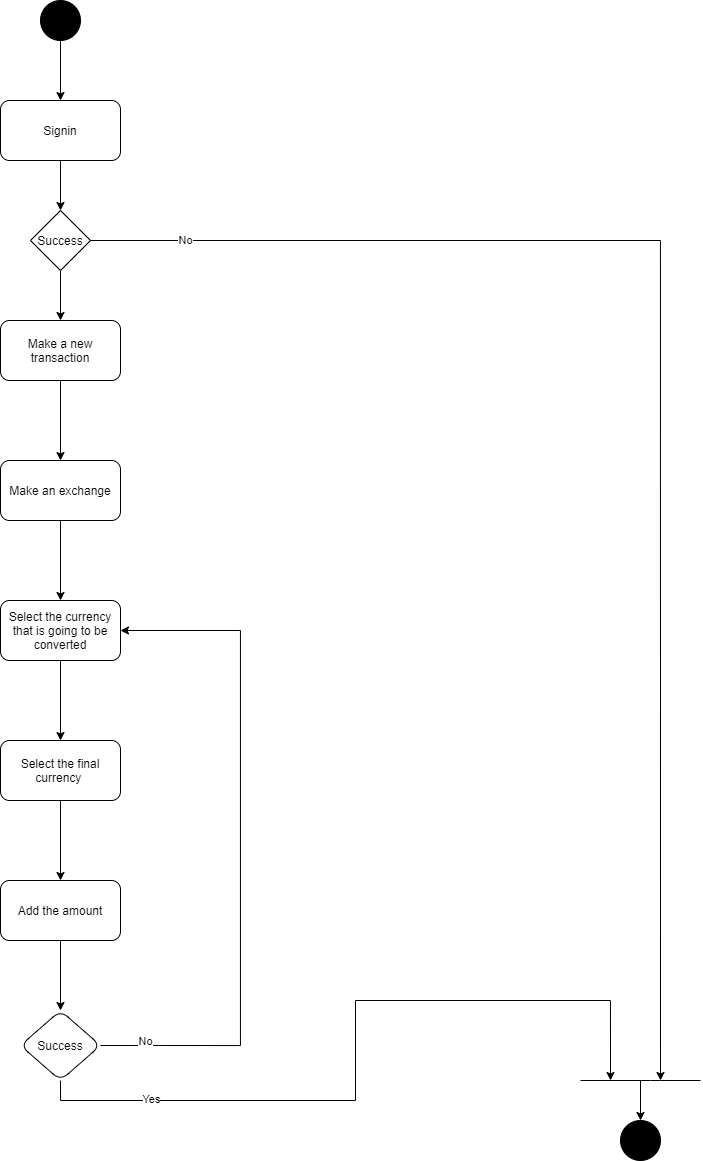 Signin
Success
No
Make a new
transaction
Make an exchange
Select the currency
that is going to be
converted
Select the final
currency
Add the amount
Success
No
Yes